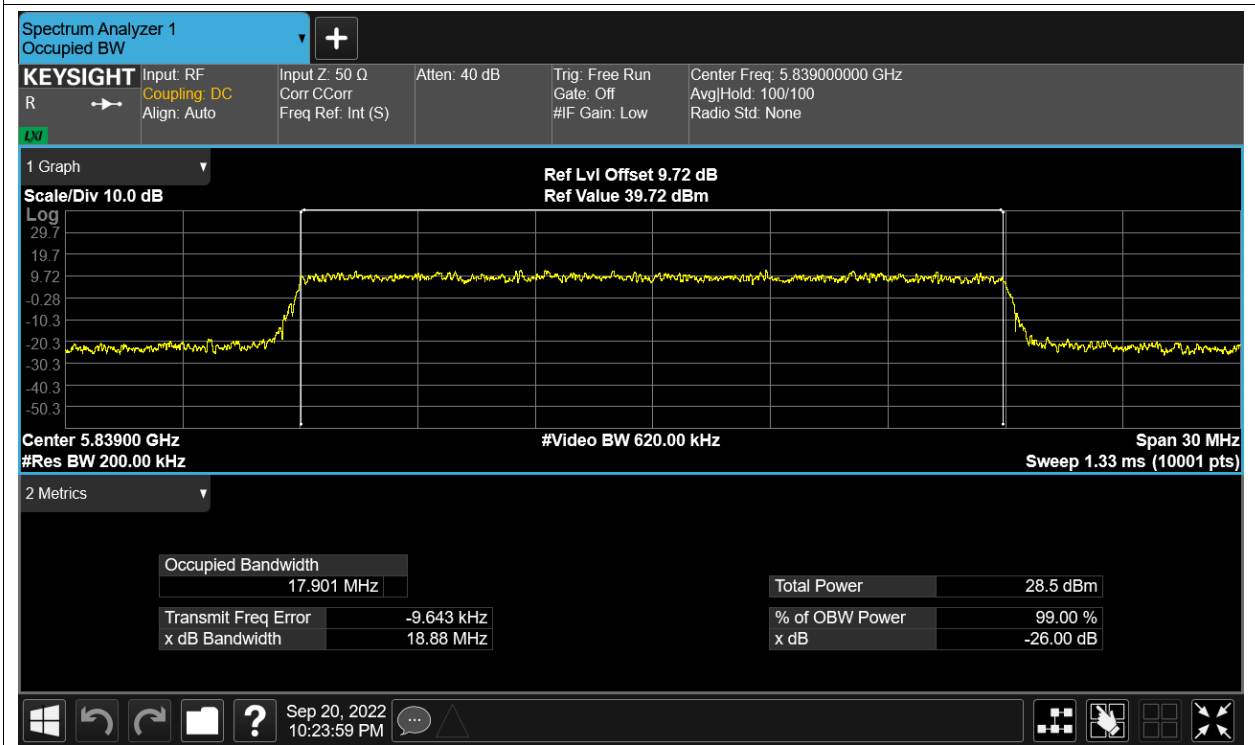 Spectrum Analyzer 1
Occupied BW
KEYSIGHT Input: RF Input Z: 50 Ω Atten: 40 dB Trig: Free Run Center Freq: 5.839000000 GHz
R Coupling: DC Corr CCorr Gate: Off Avg|Hold: 100/100
Align: Auto Freq Ref: Int (S) #IF Gain: Low Radio Std: None
LXI
1 Graph Ref Lvl Offset 9.72 dB
Scale/Div 10.0 dB Ref Value 39.72 dBm
Log
29.7
19.7
9.72
-0.28
-10.3
-20.3
-30.3
-40.3
-50.3
Center 5.83900 GHz #Video BW 620.00 kHz Span 30 MHz
#Res BW 200.00 kHz Sweep 1.33 ms (10001 pts)
2 Metrics
Occupied Bandwidth
17.901 MHz Total Power 28.5 dBm
Transmit Freq Error -9.643 kHz % of OBW Power 99.00 %
x dB Bandwidth 18.88 MHz x dB -26.00 dB
? Sep 20, 2022
10:23:59 PM